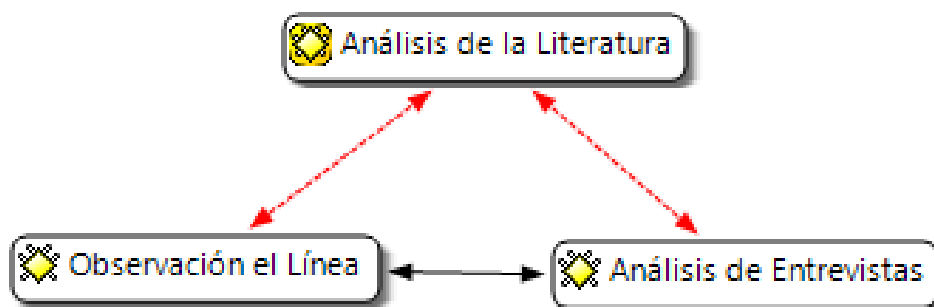 Análisis de la Literatura
Observación el Línea
Análisis de Entrevistas